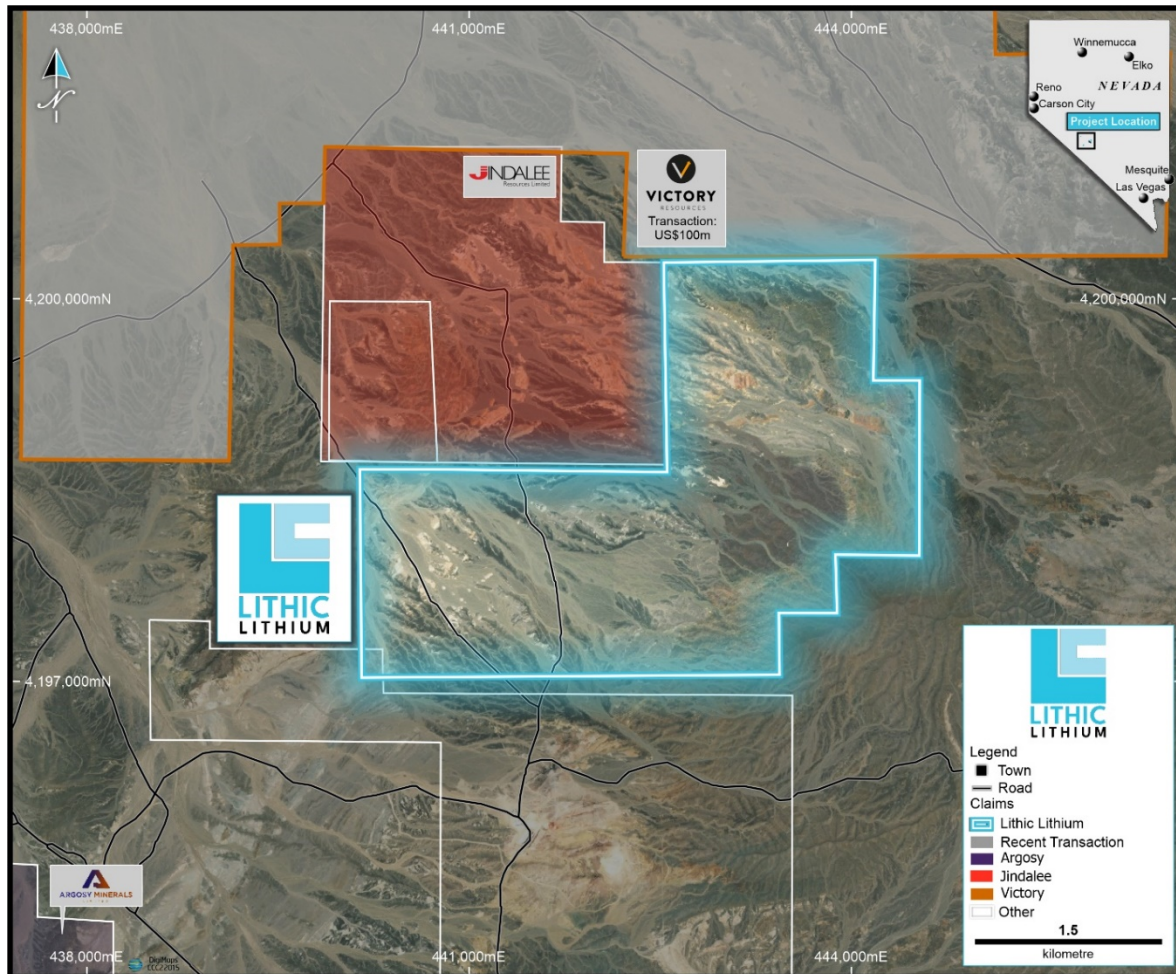 438,000mE
441,000mE
444,000mE
N
Winnemucca
Elko
NEVADA
Reno
Carson City
Project Location
Mesquite
Las Vegas
JINDALEE
Resources Limited
VICTORY
RESOURCES
Transaction:
US$100m
4,200,000mN
4,200,000mN
LITHIC
LITHIUM
4,197,000mN
LITHIC
LITHIUM
Legend
Town
Road
Claims
Lithic Lithium
Recent Transaction
Argosy
Jindalee
Victory
Other
1.5
kilometre
ARGOSY MINERALS
438,000mE
441,000mE
444,000mE
DigiMaps